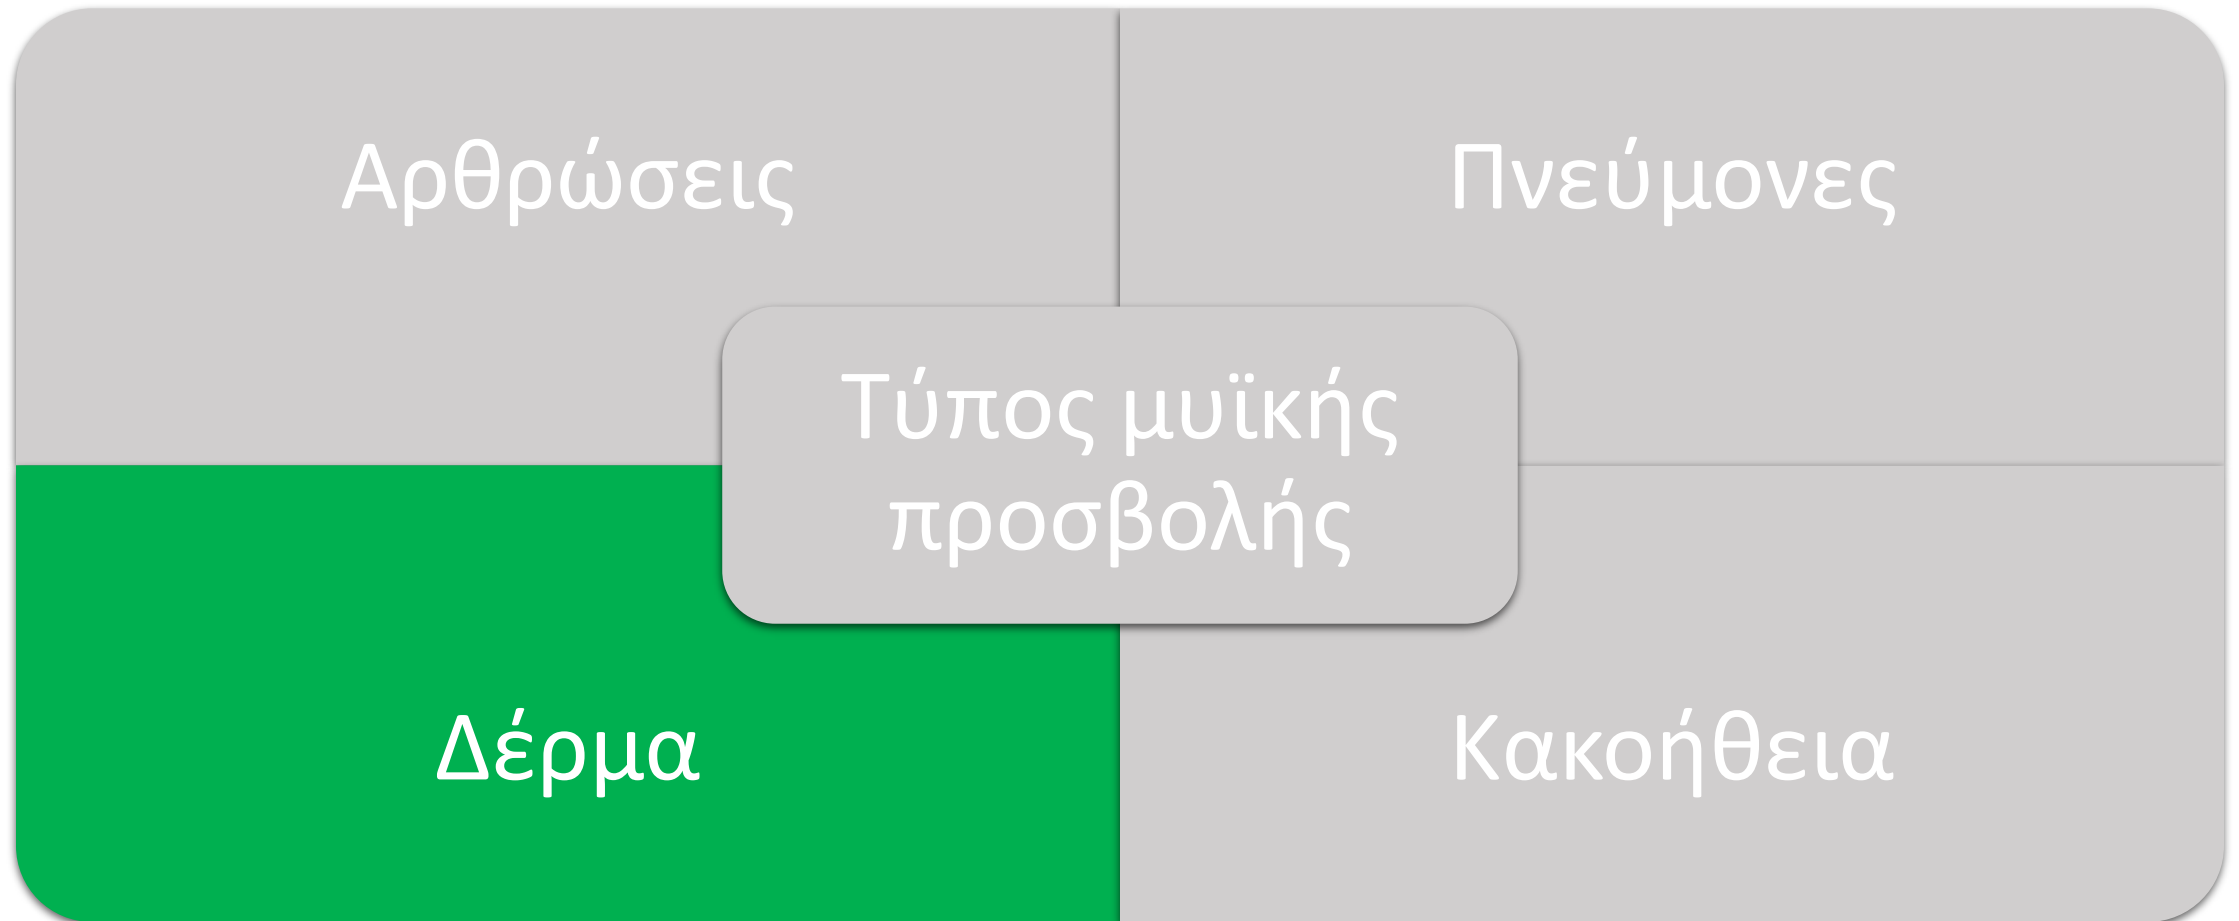 Αρθρώσεις
Πνεύμονες
Τύπος μυϊκής
προσβολής
Δέρμα
Κακοήθεια